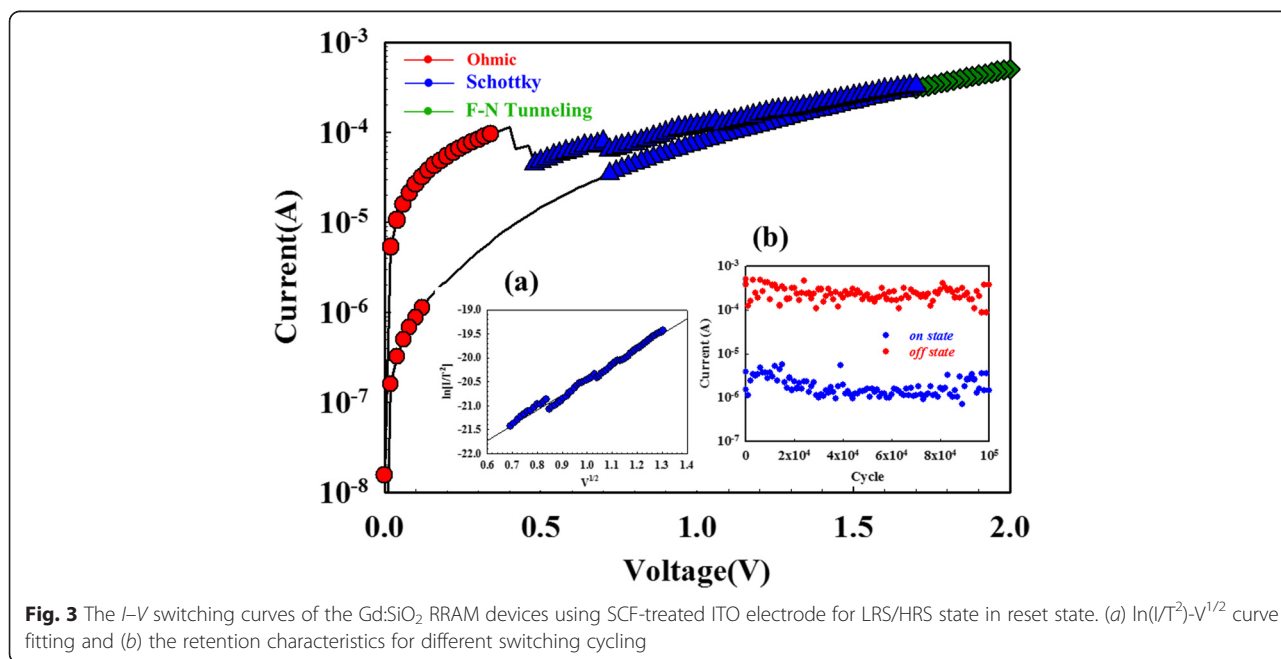 10⁻³
10⁻⁴
10⁻⁵
10⁻⁶
10⁻⁷
10⁻⁸
Current(A)
Ohmic
Schottky
F-N Tunneling
(a)
-19.0
-19.5
-20.0
-20.5
-21.0
-21.5
-22.0
ln[I/T²]
0.6 0.7 0.8 0.9 1.0 1.1 1.2 1.3 1.4
V¹/²
(b)
10⁻³
10⁻⁴
10⁻⁵
10⁻⁶
10⁻⁷
Current (A)
on state
off state
0 2x10⁴ 4x10⁴ 6x10⁴ 8x10⁴ 10⁵
Cycle
0.0 0.5 1.0 1.5 2.0
Voltage(V)
Fig. 3 The I–V switching curves of the Gd:SiO₂ RRAM devices using SCF-treated ITO electrode for LRS/HRS state in reset state. (a) ln(I/T²)-V¹/² curve
fitting and (b) the retention characteristics for different switching cycling